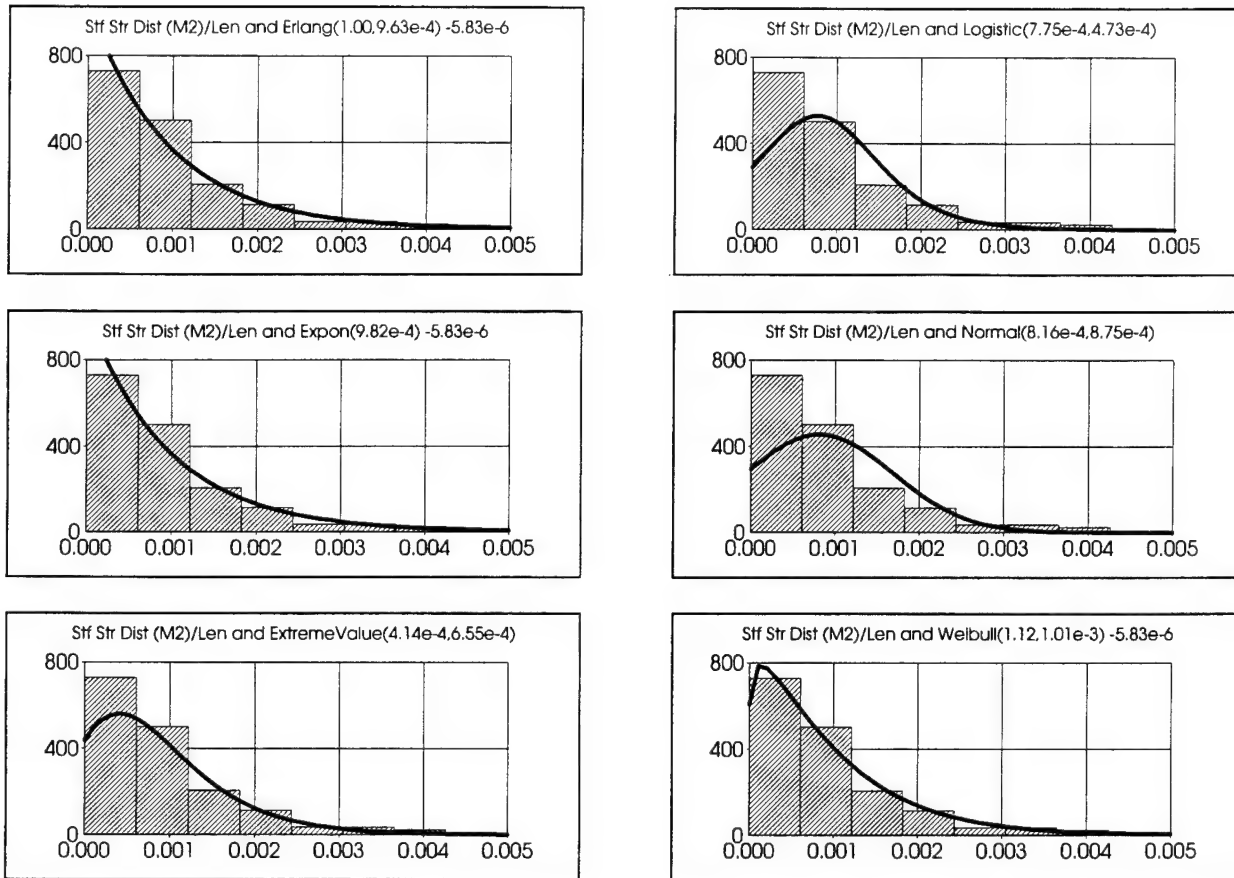 Stf Str Dist (M2)/Len and Erlang(1.00,9.63e-4) -5.83e-6
800
400
0
0.000 0.001 0.002 0.003 0.004 0.005
Stf Str Dist (M2)/Len and Logistic(7.75e-4,4.73e-4)
800
400
0
0.000 0.001 0.002 0.003 0.004 0.005
Stf Str Dist (M2)/Len and Expon(9.82e-4) -5.83e-6
800
400
0
0.000 0.001 0.002 0.003 0.004 0.005
Stf Str Dist (M2)/Len and Normal(8.16e-4,8.75e-4)
800
400
0
0.000 0.001 0.002 0.003 0.004 0.005
Stf Str Dist (M2)/Len and ExtremeValue(4.14e-4,6.55e-4)
800
400
0
0.000 0.001 0.002 0.003 0.004 0.005
Stf Str Dist (M2)/Len and Weibull(1.12,1.01e-3) -5.83e-6
800
400
0
0.000 0.001 0.002 0.003 0.004 0.005